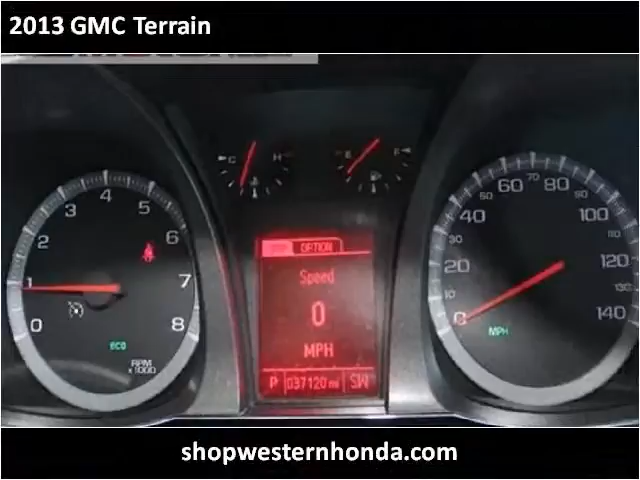 2013 GMC Terrain
C H E F
0 1 2 3 4 5 6 7 8
ECO
RPM
x1000
OPTION
Speed
0
MPH
P 037120 mi SW
0 10 20 30 40 50 60 70 80 100 110 120 130 140
MPH
shopwesternhonda.com